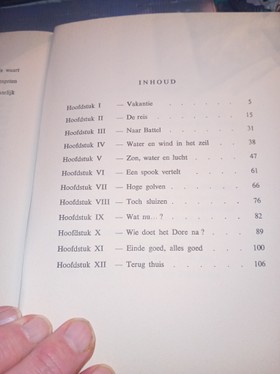 n waart
INHOUD
Hoofdstuk I — Vakantie . . . . . . 5
Hoofdstuk II — De reis . . . . . . 15
Hoofdstuk III — Naar Battel . . . . . 31
Hoofdstuk IV — Water en wind in het zeil . . 38
Hoofdstuk V — Zon, water en lucht . . . . 47
Hoofdstuk VI — Een spook vertelt . . . . 61
Hoofdstuk VII — Hoge golven . . . . . 66
Hoofdstuk VIII — Toch sluizen . . . . . 76
Hoofdstuk IX — Wat nu...? . . . . . 82
Hoofdstuk X — Wie doet het Dore na? . . . 89
Hoofdstuk XI — Einde goed, alles goed . . . 100
Hoofdstuk XII — Terug thuis . . . . . 106